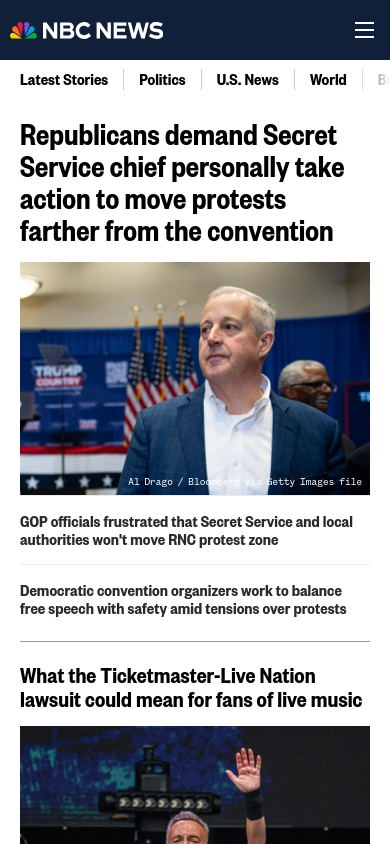 NBC NEWS
Latest Stories
Politics
U.S. News
World
Republicans demand Secret
Service chief personally take
action to move protests
farther from the convention
TRUMP
COUNTRY
Al Drago / Bloomberg via Getty Images file
GOP officials frustrated that Secret Service and local
authorities won't move RNC protest zone
Democratic convention organizers work to balance
free speech with safety amid tensions over protests
What the Ticketmaster-Live Nation
lawsuit could mean for fans of live music